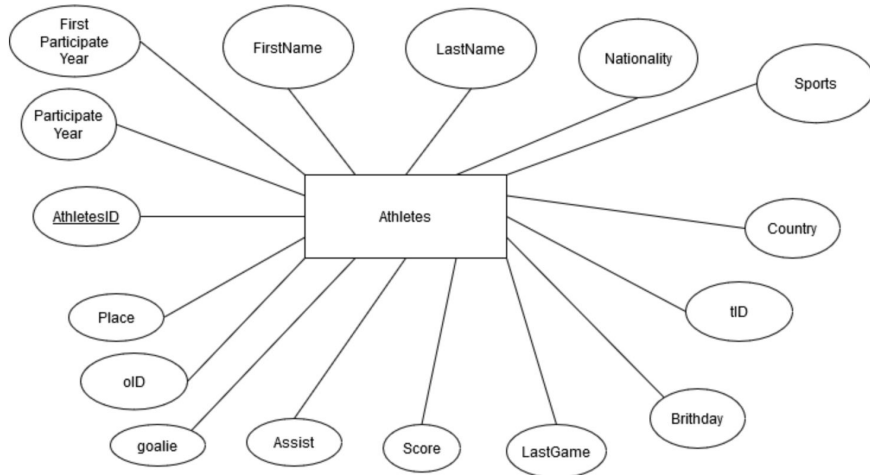 First
Participate
Year
FirstName
LastName
Nationality
Sports
Participate
Year
AthletesID
Athletes
Country
Place
tID
oID
goalie
Assist
Score
LastGame
Brithday